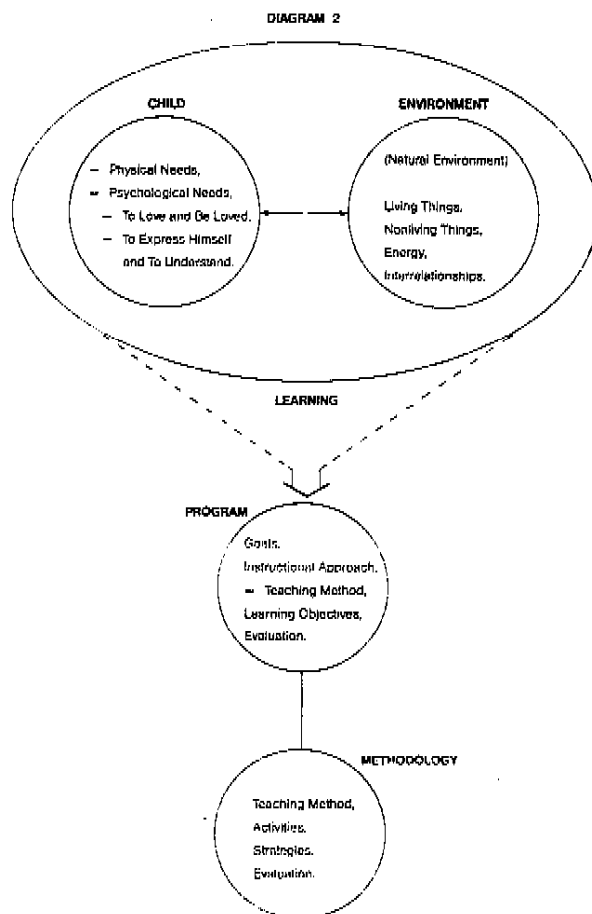 DIAGRAM 2
CHILD
– Physical Needs,
– Psychological Needs,
– To Love and Be Loved.
– To Express Himself
and To Understand.
ENVIRONMENT
(Natural Environment)
Living Things,
Nonliving Things,
Energy,
Interrelationships.
LEARNING
PROGRAM
Goals.
Instructional Approach.
– Teaching Method,
Learning Objectives,
Evaluation.
METHODOLOGY
Teaching Method,
Activities.
Strategies.
Evaluation.